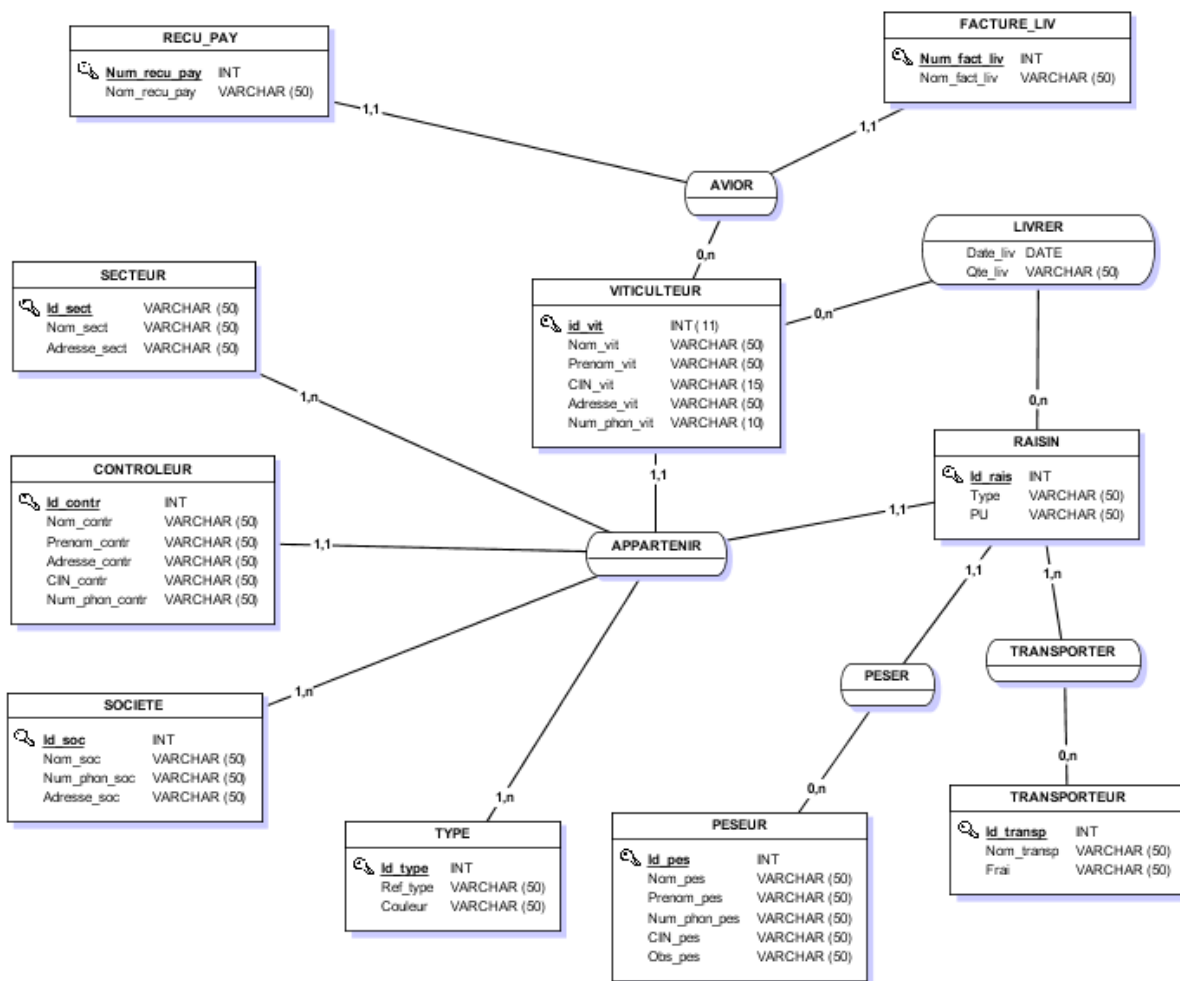 RECU_PAY
Num_recu_pay INT
Nom_recu_pay VARCHAR (50)
FACTURE_LIV
Num_fact_liv INT
Nom_fact_liv VARCHAR (50)
1,1
1,1
AVIOR
0,n
LIVRER
Date_liv DATE
Qte_liv VARCHAR (50)
SECTEUR
Id_sect VARCHAR (50)
Nom_sect VARCHAR (50)
Adresse_sect VARCHAR (50)
VITICULTEUR
id_vit INT ( 11)
Nom_vit VARCHAR (50)
Prenom_vit VARCHAR (50)
CIN_vit VARCHAR (15)
Adresse_vit VARCHAR (50)
Num_phon_vit VARCHAR (10)
0,n
1,n
0,n
1,1
CONTROLEUR
Id_contr INT
Nom_contr VARCHAR (50)
Prenom_contr VARCHAR (50)
Adresse_contr VARCHAR (50)
CIN_contr VARCHAR (50)
Num_phon_contr VARCHAR (50)
RAISIN
Id_rais INT
Type VARCHAR (50)
PU VARCHAR (50)
1,1
1,1
APPARTENIR
1,1
1,n
PESER
TRANSPORTER
SOCIETE
Id_soc INT
Nom_soc VARCHAR (50)
Num_phon_soc VARCHAR (50)
Adresse_soc VARCHAR (50)
1,n
1,n
0,n
0,n
TYPE
Id_type INT
Ref_type VARCHAR (50)
Couleur VARCHAR (50)
PESEUR
Id_pes INT
Nom_pes VARCHAR (50)
Prenom_pes VARCHAR (50)
Num_phon_pes VARCHAR (50)
CIN_pes VARCHAR (50)
Obs_pes VARCHAR (50)
TRANSPORTEUR
Id_transp INT
Nom_transp VARCHAR (50)
Frai VARCHAR (50)